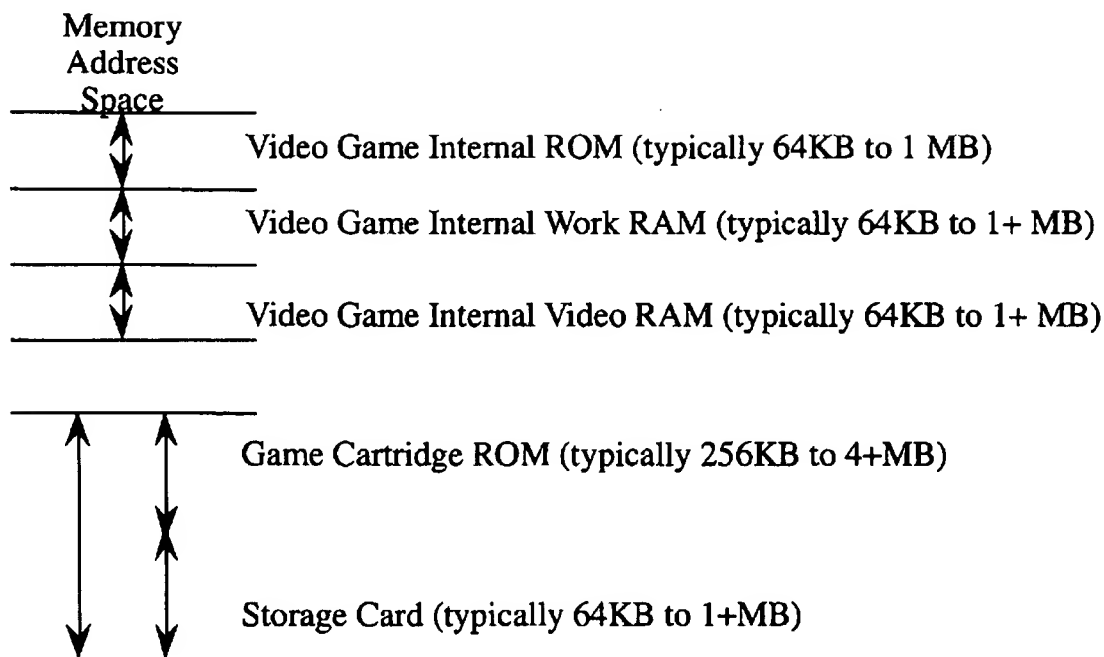 Memory
Address
Space
Video Game Internal ROM (typically 64KB to 1 MB)
Video Game Internal Work RAM (typically 64KB to 1+ MB)
Video Game Internal Video RAM (typically 64KB to 1+ MB)
Game Cartridge ROM (typically 256KB to 4+MB)
Storage Card (typically 64KB to 1+MB)